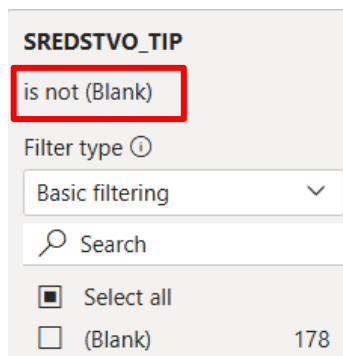 SREDSTVO_TIP
is not (Blank)
Filter type ⓘ
Basic filtering
Search
Select all
(Blank) 178